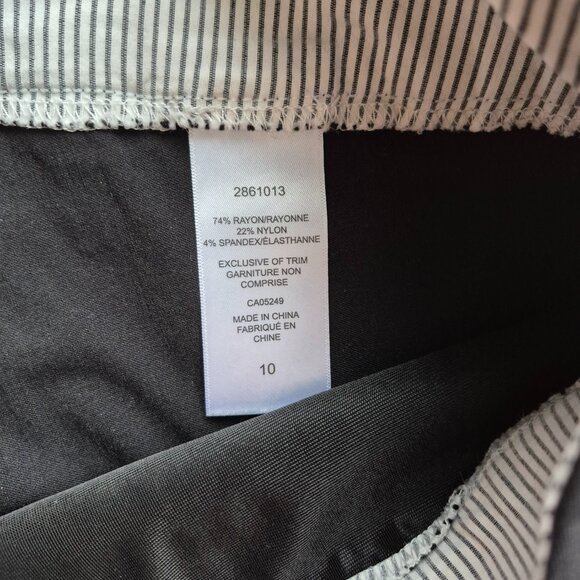 2861013
74% RAYON/RAYONNE
22% NYLON
4% SPANDEX/ÉLASTHANNE
EXCLUSIVE OF TRIM
GARNITURE NON
COMPRISE
CA05249
MADE IN CHINA
FABRIQUÉ EN
CHINE
10